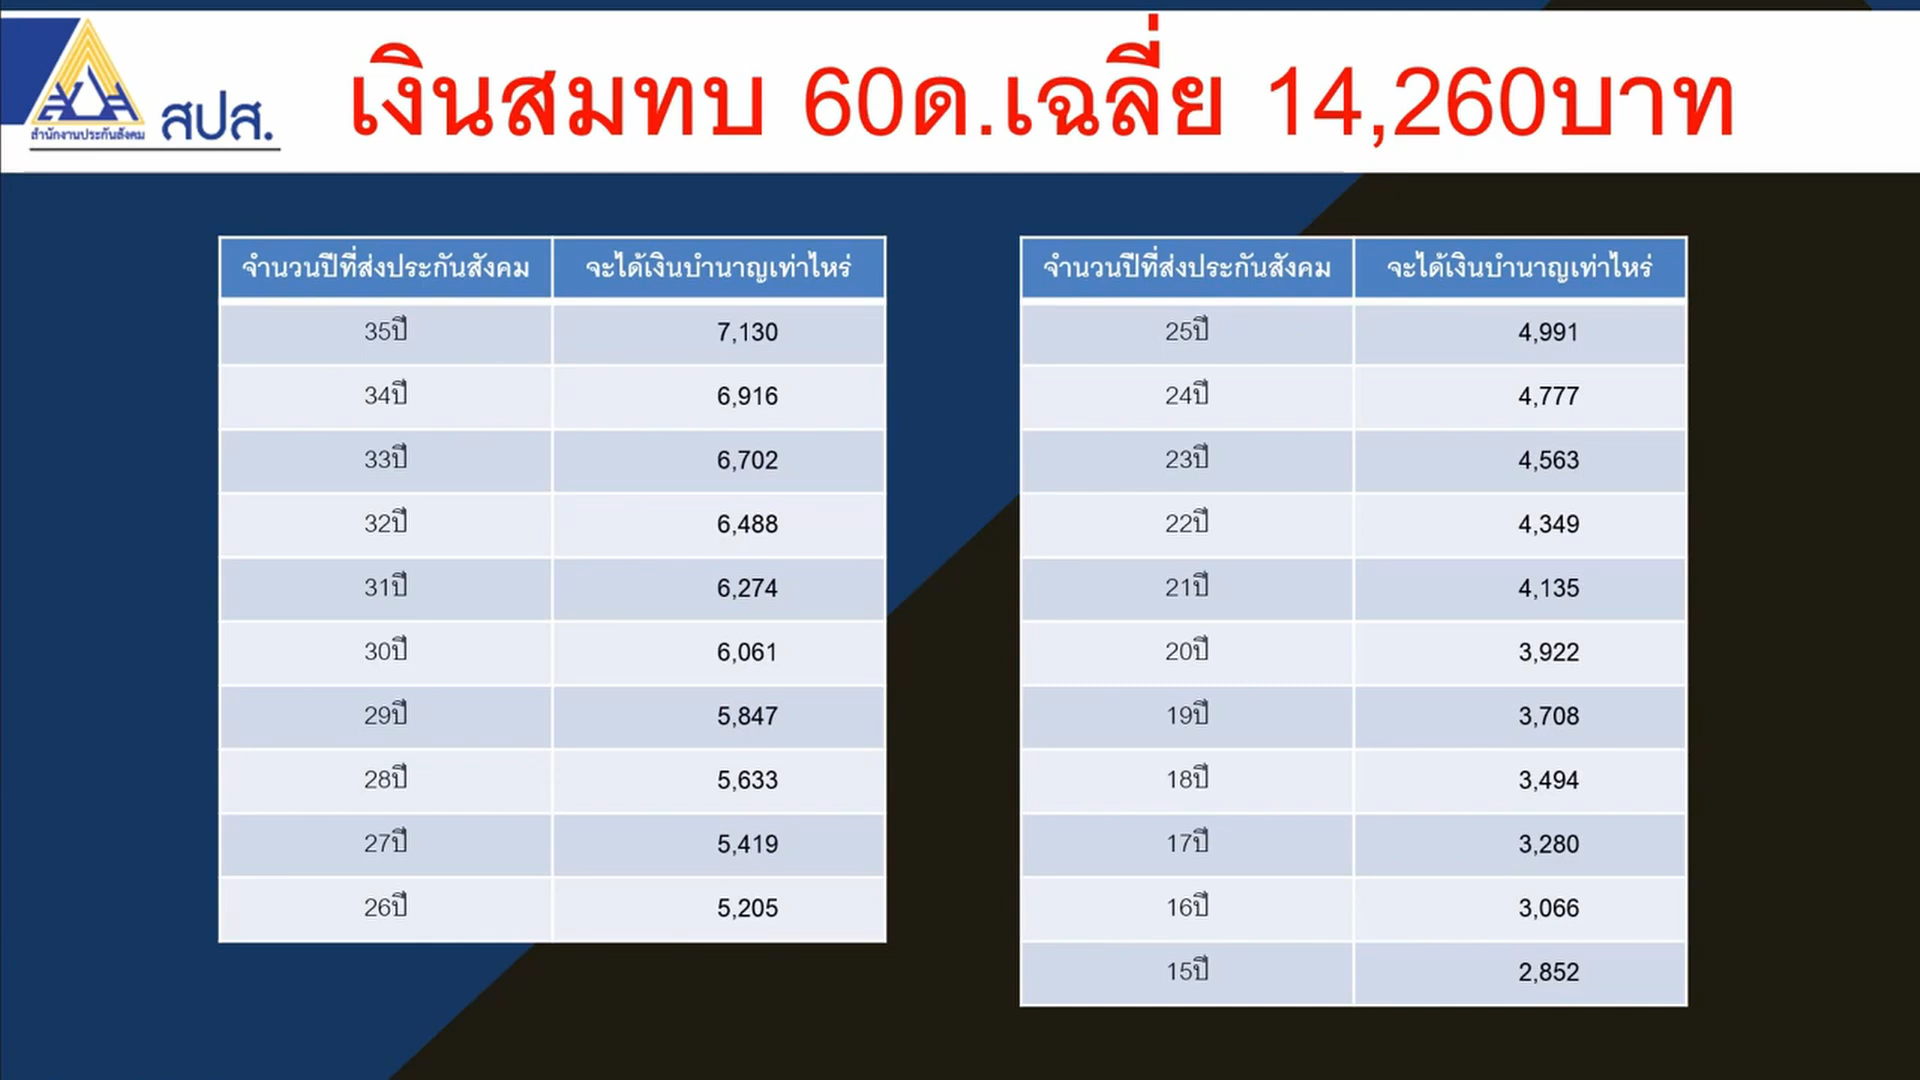 สำนักงานประกันสังคม
สปส.
เงินสมทบ 60ด.เฉลี่ย 14,260บาท
จำนวนปีที่ส่งประกันสังคม จะได้เงินบำนาญเท่าไหร่
35ปี 7,130
34ปี 6,916
33ปี 6,702
32ปี 6,488
31ปี 6,274
30ปี 6,061
29ปี 5,847
28ปี 5,633
27ปี 5,419
26ปี 5,205
จำนวนปีที่ส่งประกันสังคม จะได้เงินบำนาญเท่าไหร่
25ปี 4,991
24ปี 4,777
23ปี 4,563
22ปี 4,349
21ปี 4,135
20ปี 3,922
19ปี 3,708
18ปี 3,494
17ปี 3,280
16ปี 3,066
15ปี 2,852